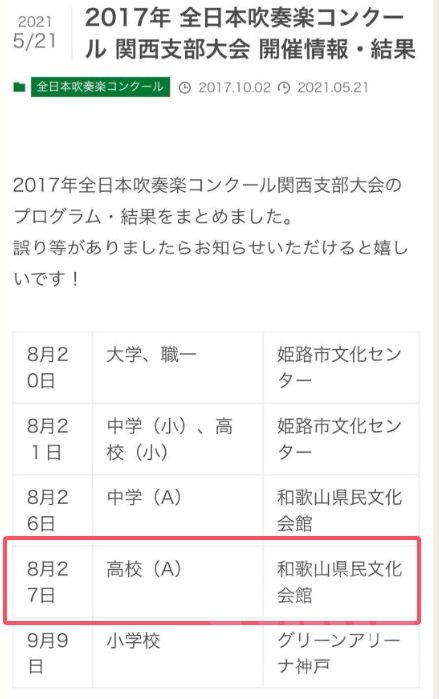 2021
5/21
2017年 全日本吹奏楽コンクー
ル 関西支部大会 開催情報・結果
全日本吹奏楽コンクール 2017.10.02 2021.05.21
2017年全日本吹奏楽コンクール関西支部大会の
プログラム・結果をまとめました。
誤り等がありましたらお知らせいただけると嬉し
いです！
8月2 大学、職一 姫路市文化セン
0日 ター
8月2 中学（小）、高 姫路市文化セン
１日 校（小） ター
8月2 中学（A） 和歌山県民文化
6日 会館
8月2 高校（A） 和歌山県民文化
7日 会館
9月9 小学校 グリーンアリー
日 ナ神戸